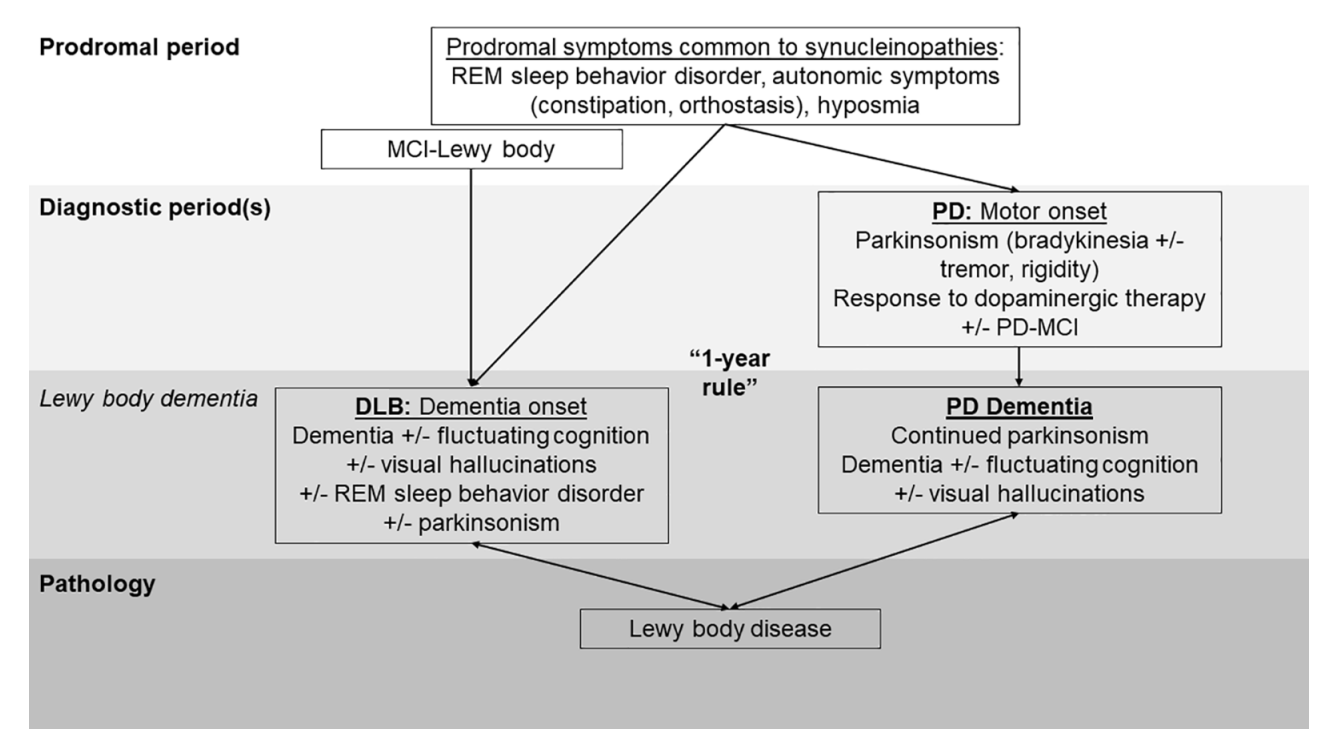 Prodromal period
Prodromal symptoms common to synucleinopathies:
REM sleep behavior disorder, autonomic symptoms
(constipation, orthostasis), hyposmia
MCI-Lewy body
Diagnostic period(s)
PD: Motor onset
Parkinsonism (bradykinesia +/-
tremor, rigidity)
Response to dopaminergic therapy
+/- PD-MCI
“1-year
rule”
Lewy body dementia
DLB: Dementia onset
Dementia +/- fluctuating cognition
+/- visual hallucinations
+/- REM sleep behavior disorder
+/- parkinsonism
PD Dementia
Continued parkinsonism
Dementia +/- fluctuating cognition
+/- visual hallucinations
Pathology
Lewy body disease